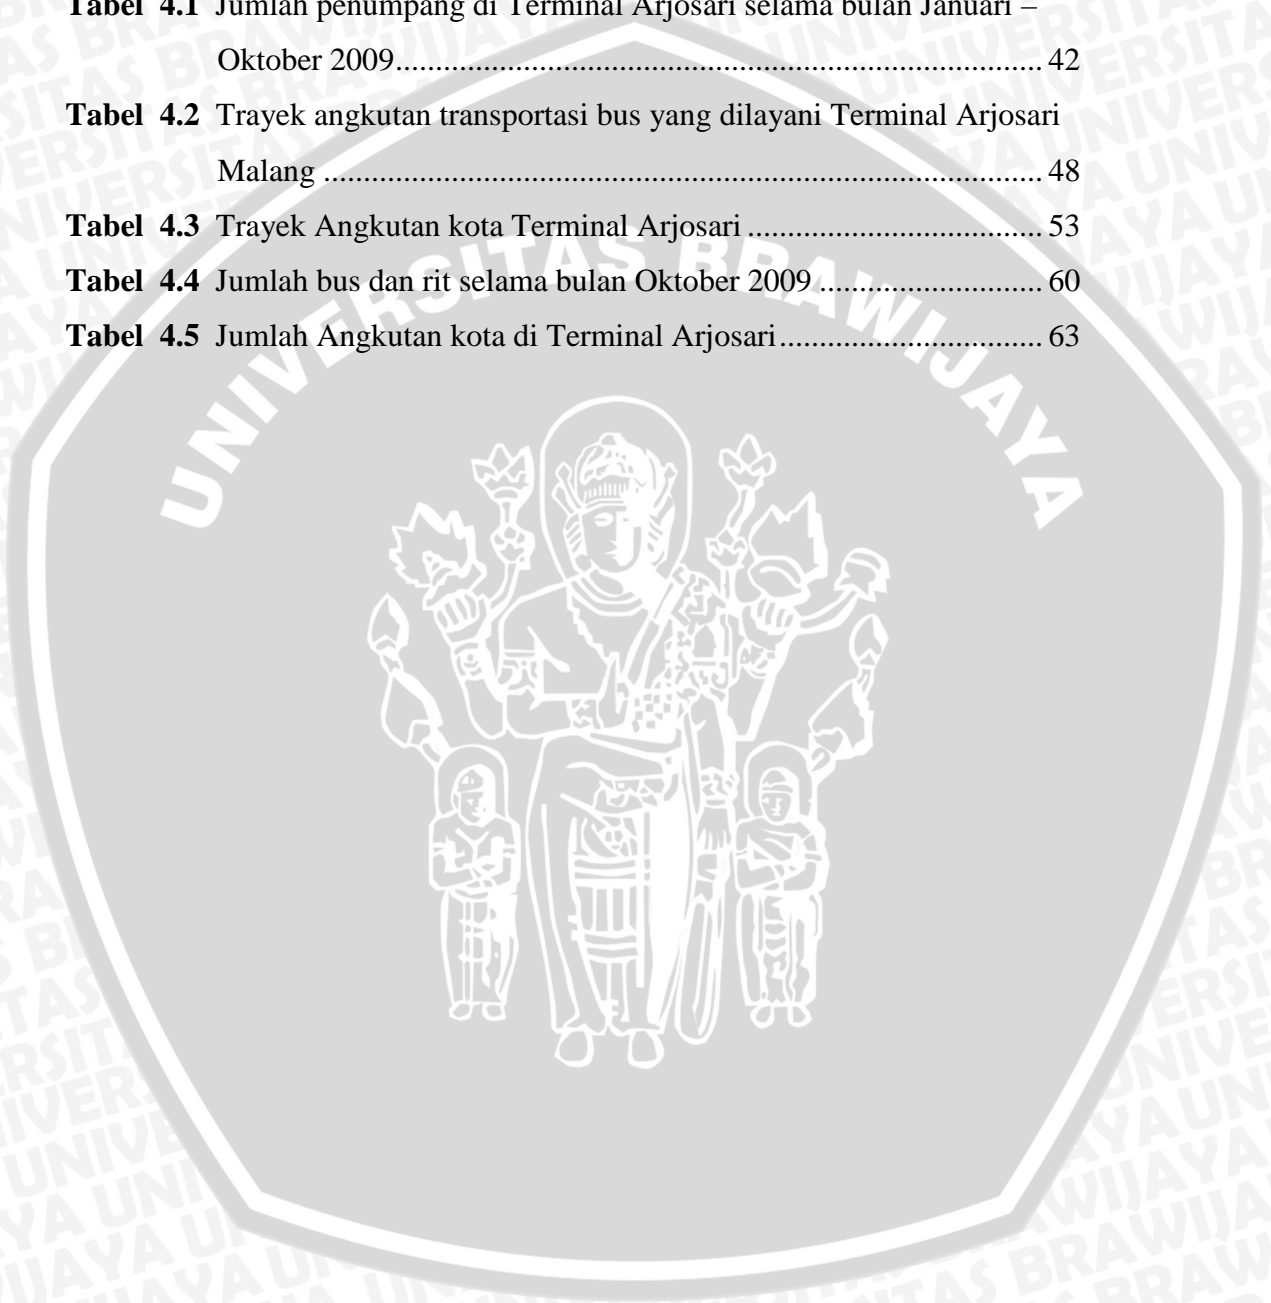 Tabel 4.1 Jumlah penumpang di Terminal Arjosari selama bulan Januari –
Oktober 2009.................................................................................. 42
Tabel 4.2 Trayek angkutan transportasi bus yang dilayani Terminal Arjosari
Malang ........................................................................................... 48
Tabel 4.3 Trayek Angkutan kota Terminal Arjosari ..................................... 53
Tabel 4.4 Jumlah bus dan rit selama bulan Oktober 2009 ............................ 60
Tabel 4.5 Jumlah Angkutan kota di Terminal Arjosari................................. 63
UNIVERSITAS BRAWIJAYA